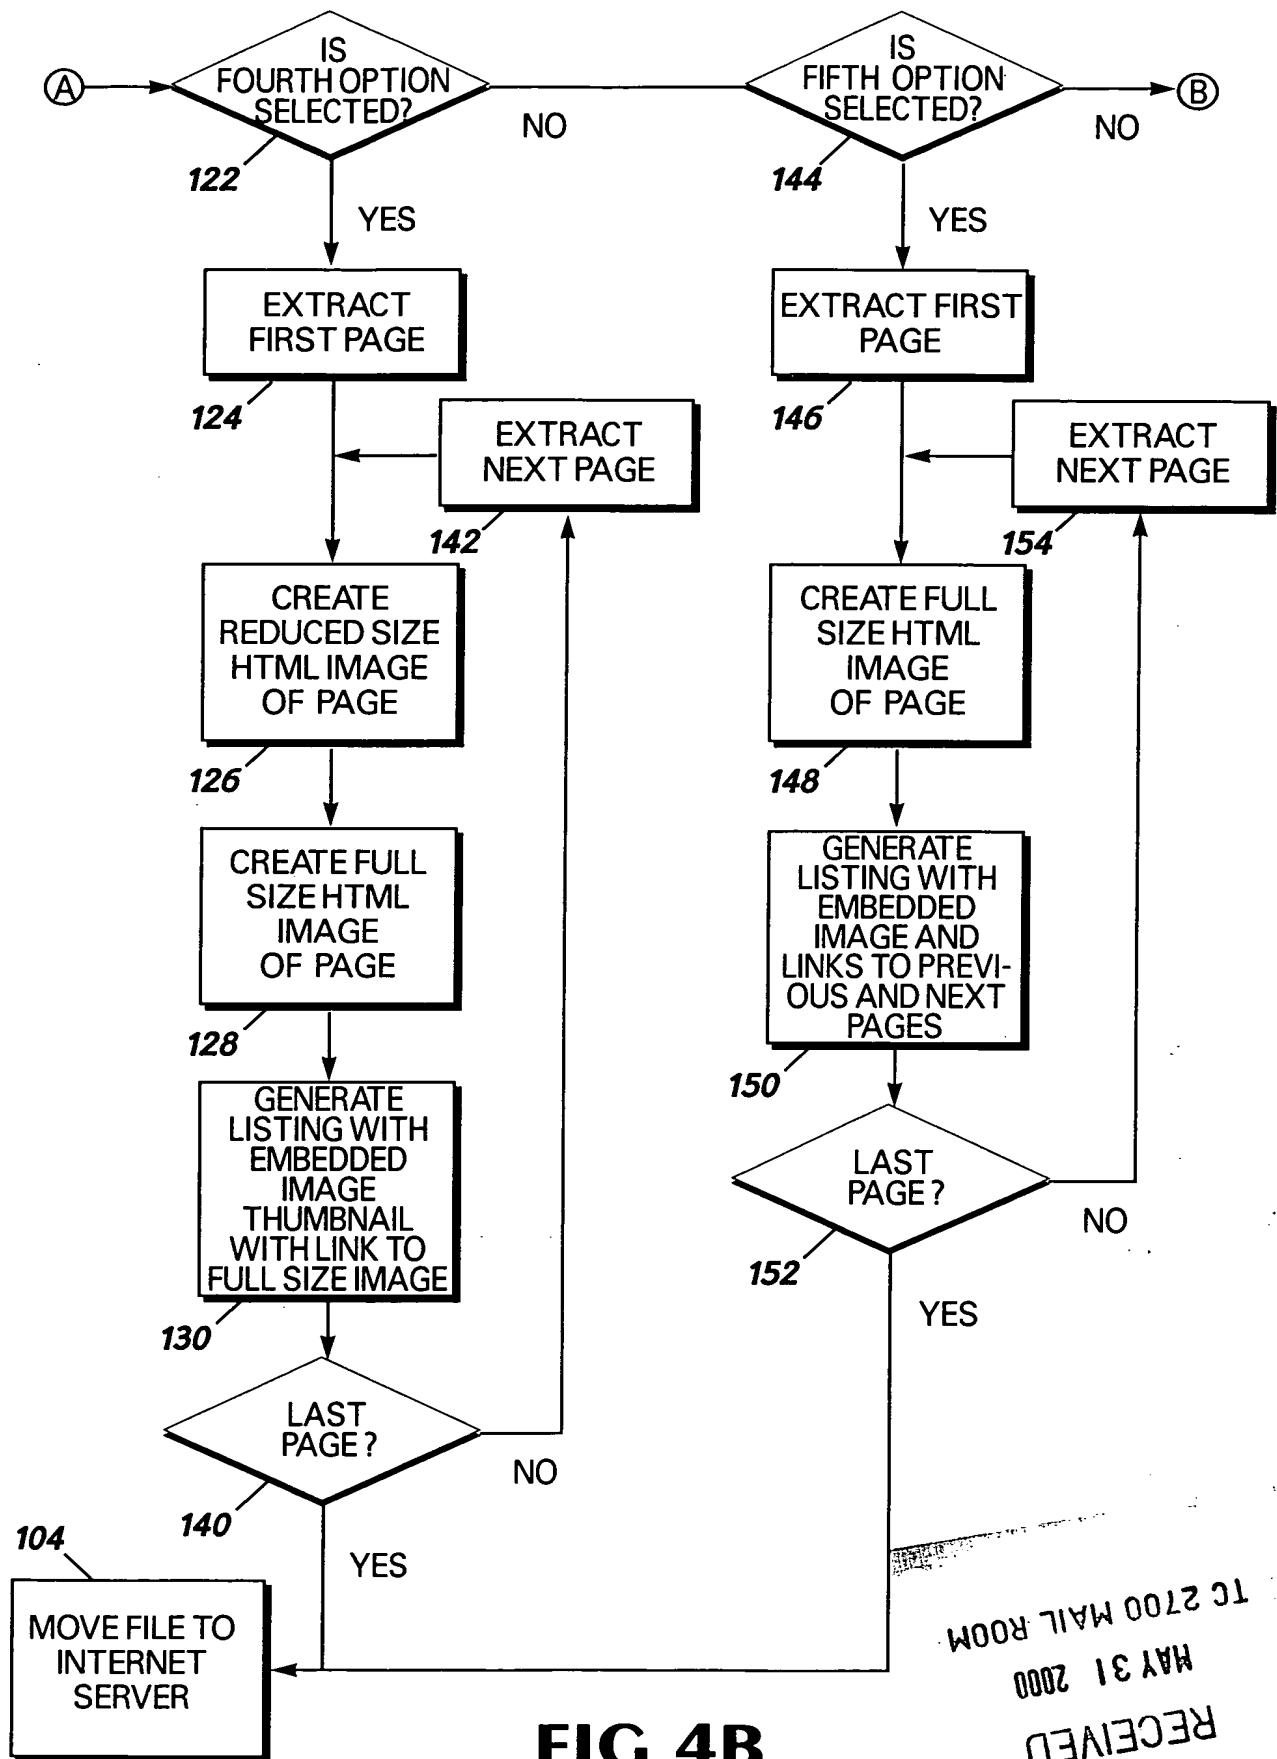 IS
FOURTH OPTION
SELECTED?
A
NO
122
YES
EXTRACT
FIRST PAGE
124
EXTRACT
NEXT PAGE
142
CREATE
REDUCED SIZE
HTML IMAGE
OF PAGE
126
CREATE FULL
SIZE HTML
IMAGE
OF PAGE
128
GENERATE
LISTING WITH
EMBEDDED
IMAGE
THUMBNAIL
WITH LINK TO
FULL SIZE IMAGE
130
LAST
PAGE?
NO
140
YES
104
MOVE FILE TO
INTERNET
SERVER
IS
FIFTH OPTION
SELECTED?
B
NO
144
YES
EXTRACT FIRST
PAGE
146
EXTRACT
NEXT PAGE
154
CREATE FULL
SIZE HTML
IMAGE
OF PAGE
148
GENERATE
LISTING WITH
EMBEDDED
IMAGE AND
LINKS TO PREVI-
OUS AND NEXT
PAGES
150
LAST
PAGE?
NO
152
YES
FIG 4B
RECEIVED
MAY 31 2000
TC 2700 MAIL ROOM